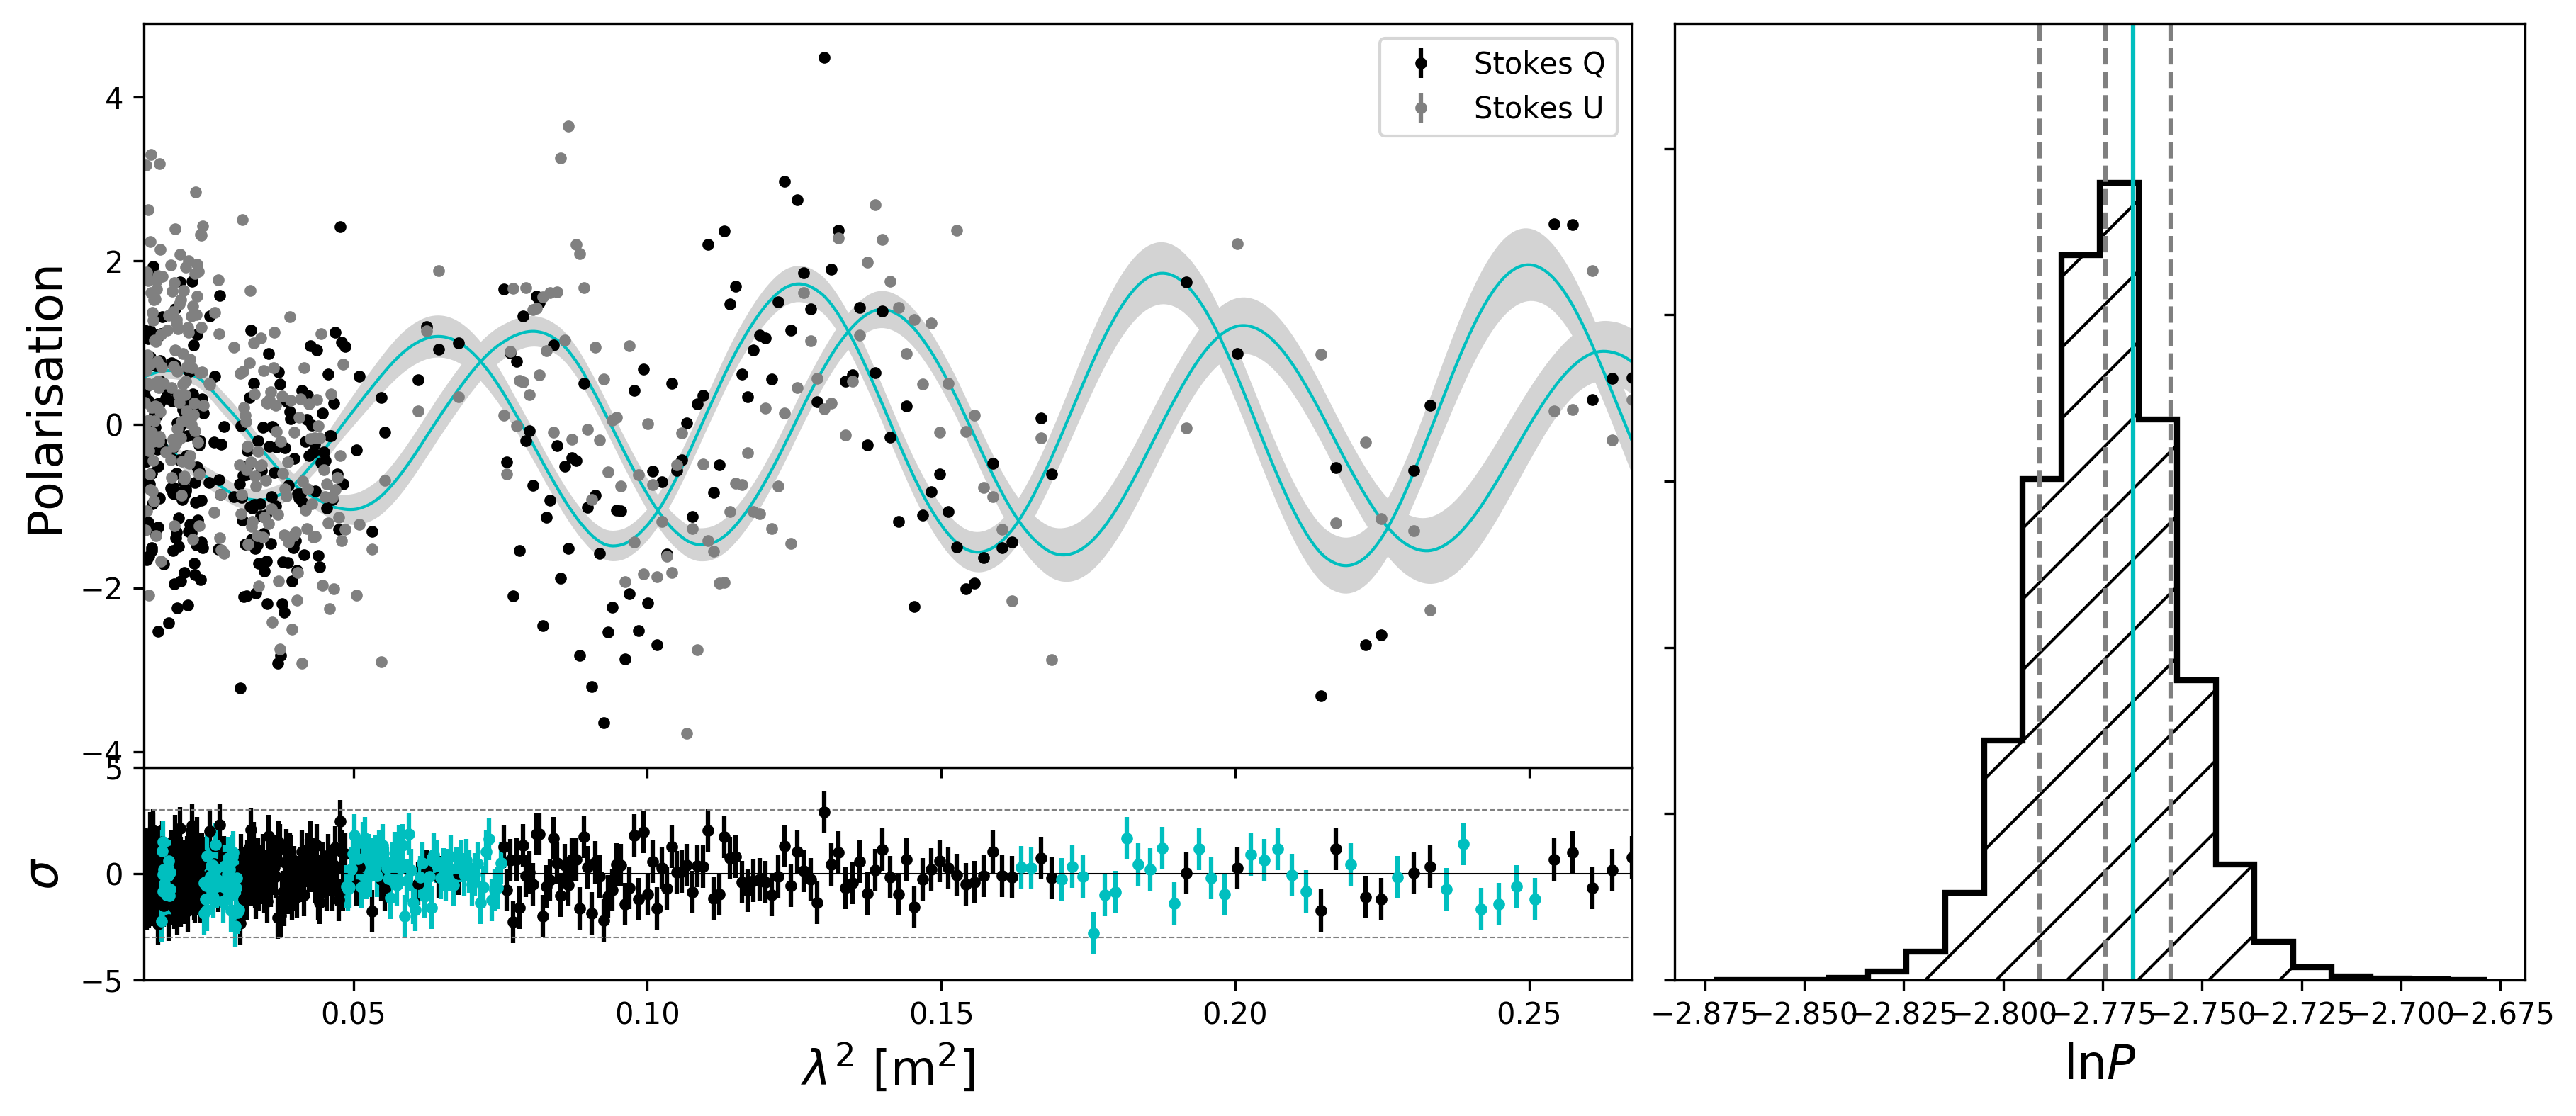 Stokes Q
Stokes U
Polarisation
4
2
0
−2
−4
5
0
−5
σ
0.05 0.10 0.15 0.20 0.25
λ² [m²]
−2.875 −2.850 −2.825 −2.800 −2.775 −2.750 −2.725 −2.700 −2.675
lnP